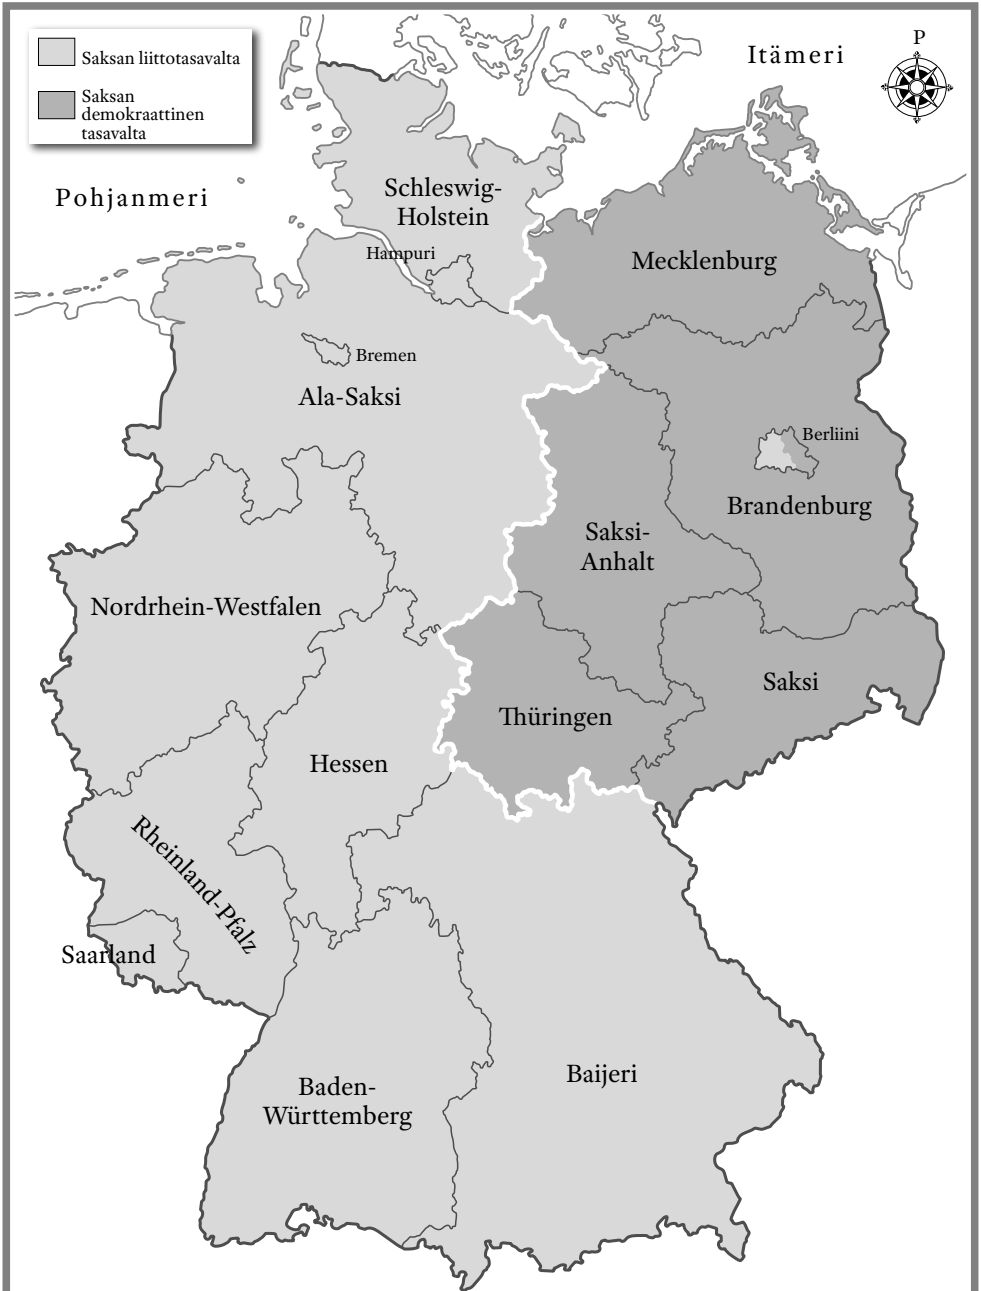 Saksan liittotasavalta
Saksan
demokraattinen
tasavalta
Itämeri
P
Pohjanmeri
Schleswig-
Holstein
Hampuri
Mecklenburg
Bremen
Ala-Saksi
Berliini
Brandenburg
Saksi-
Anhalt
Nordrhein-Westfalen
Saksi
Thüringen
Hessen
Rheinland-Pfalz
Saarland
Baijeri
Baden-
Württemberg